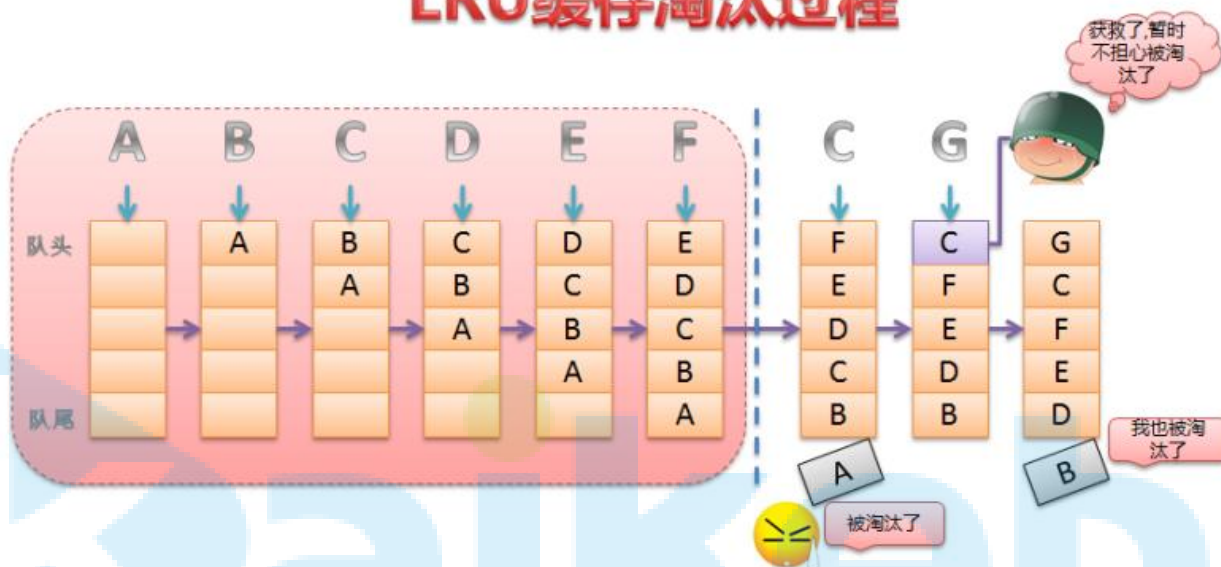 LRU缓存淘汰过程
获救了,暂时
不担心被淘
汰了
A B C D E F C G
队头 A B C D E F C G
A B C D E F C
A B C D E F
A B C D E
队尾 A B B D
A B
我也被淘
汰了
被淘汰了